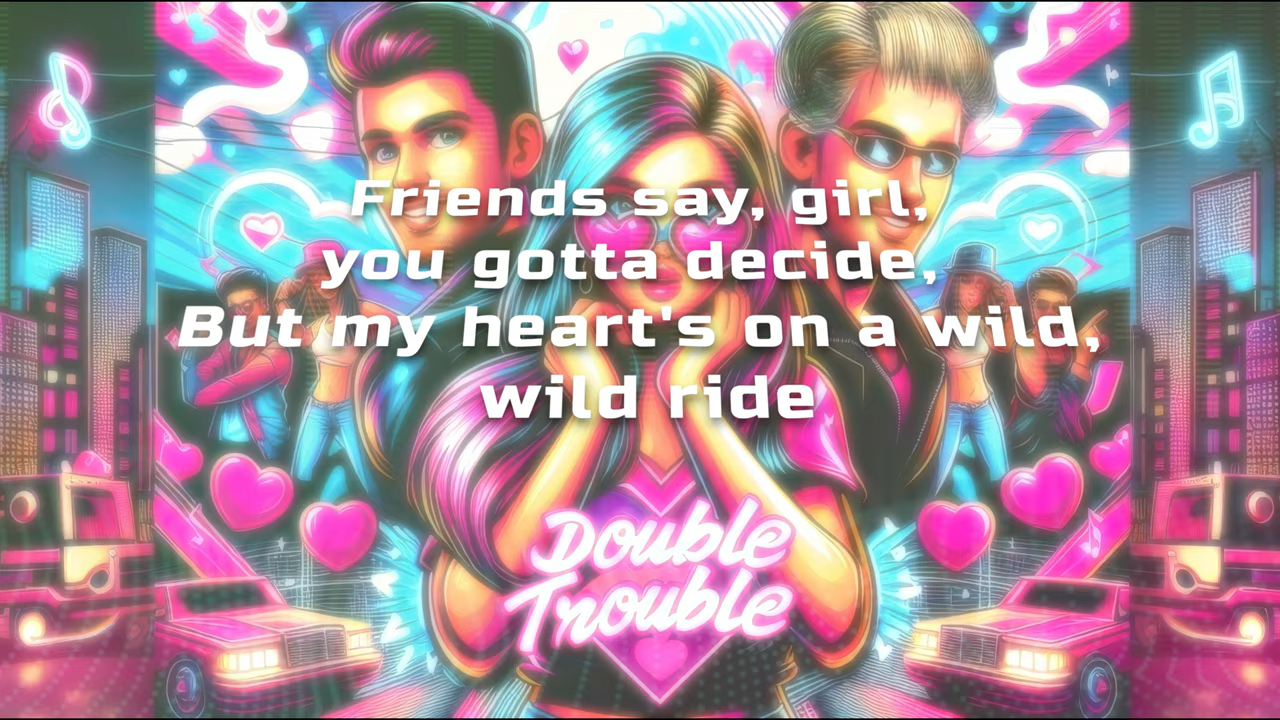 Friends say, girl,
you gotta decide,
But my heart's on a wild,
wild ride
Double
Trouble